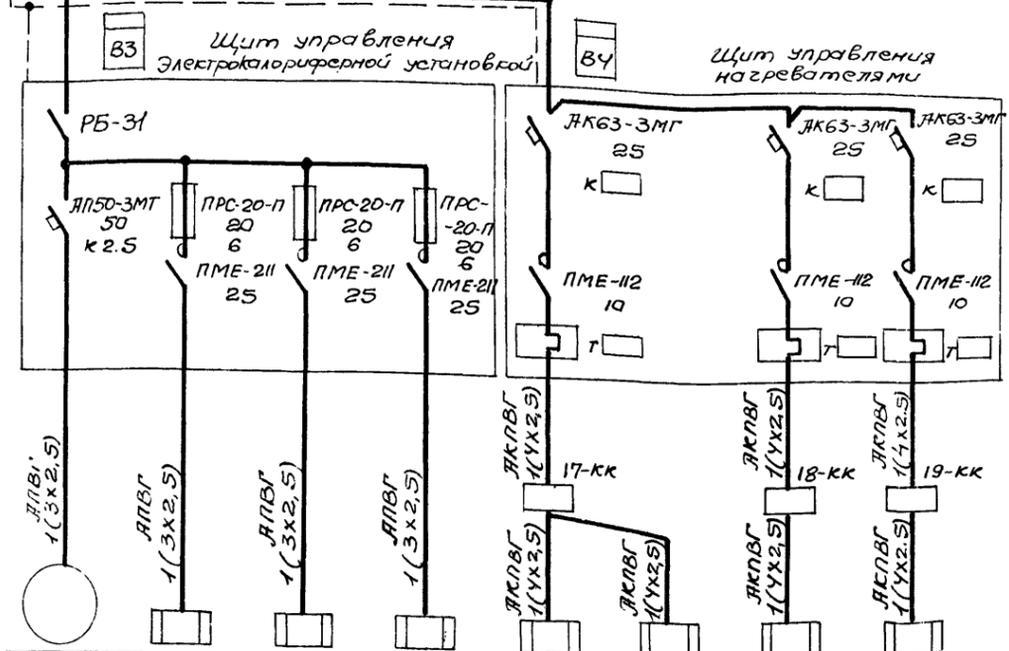 В3
Щит управления
Электрокалориферной установкой
В4
Щит управления
нагревателями
РБ-31
АП50-3МТ
50
К 2.5
ПРС-20-П
20
6
ПМЕ-211
25
ПРС-20-П
20
6
ПМЕ-211
25
ПРС-
-20-П
20
6
ПМЕ-211
25
АК63-3МГ
25
К
ПМЕ-112
10
Т
АК63-3МГ
25
К
ПМЕ-112
10
Т
АК63-3МГ
25
К
ПМЕ-112
10
Т
АПВГ
1(3х2,5)
АПВГ
1(3х2,5)
АПВГ
1(3х2,5)
АПВГ
1(3х2,5)
АКПВГ
1(4х2,5)
17-КК
АКПВГ
1(4х2,5)
АКПВГ
1(4х2,5)
АКПВГ
1(4х2,5)
18-КК
АКПВГ
1(4х2,5)
АКПВГ
1(4х2.5)
19-КК
АКПВГ
1(4х2.5)